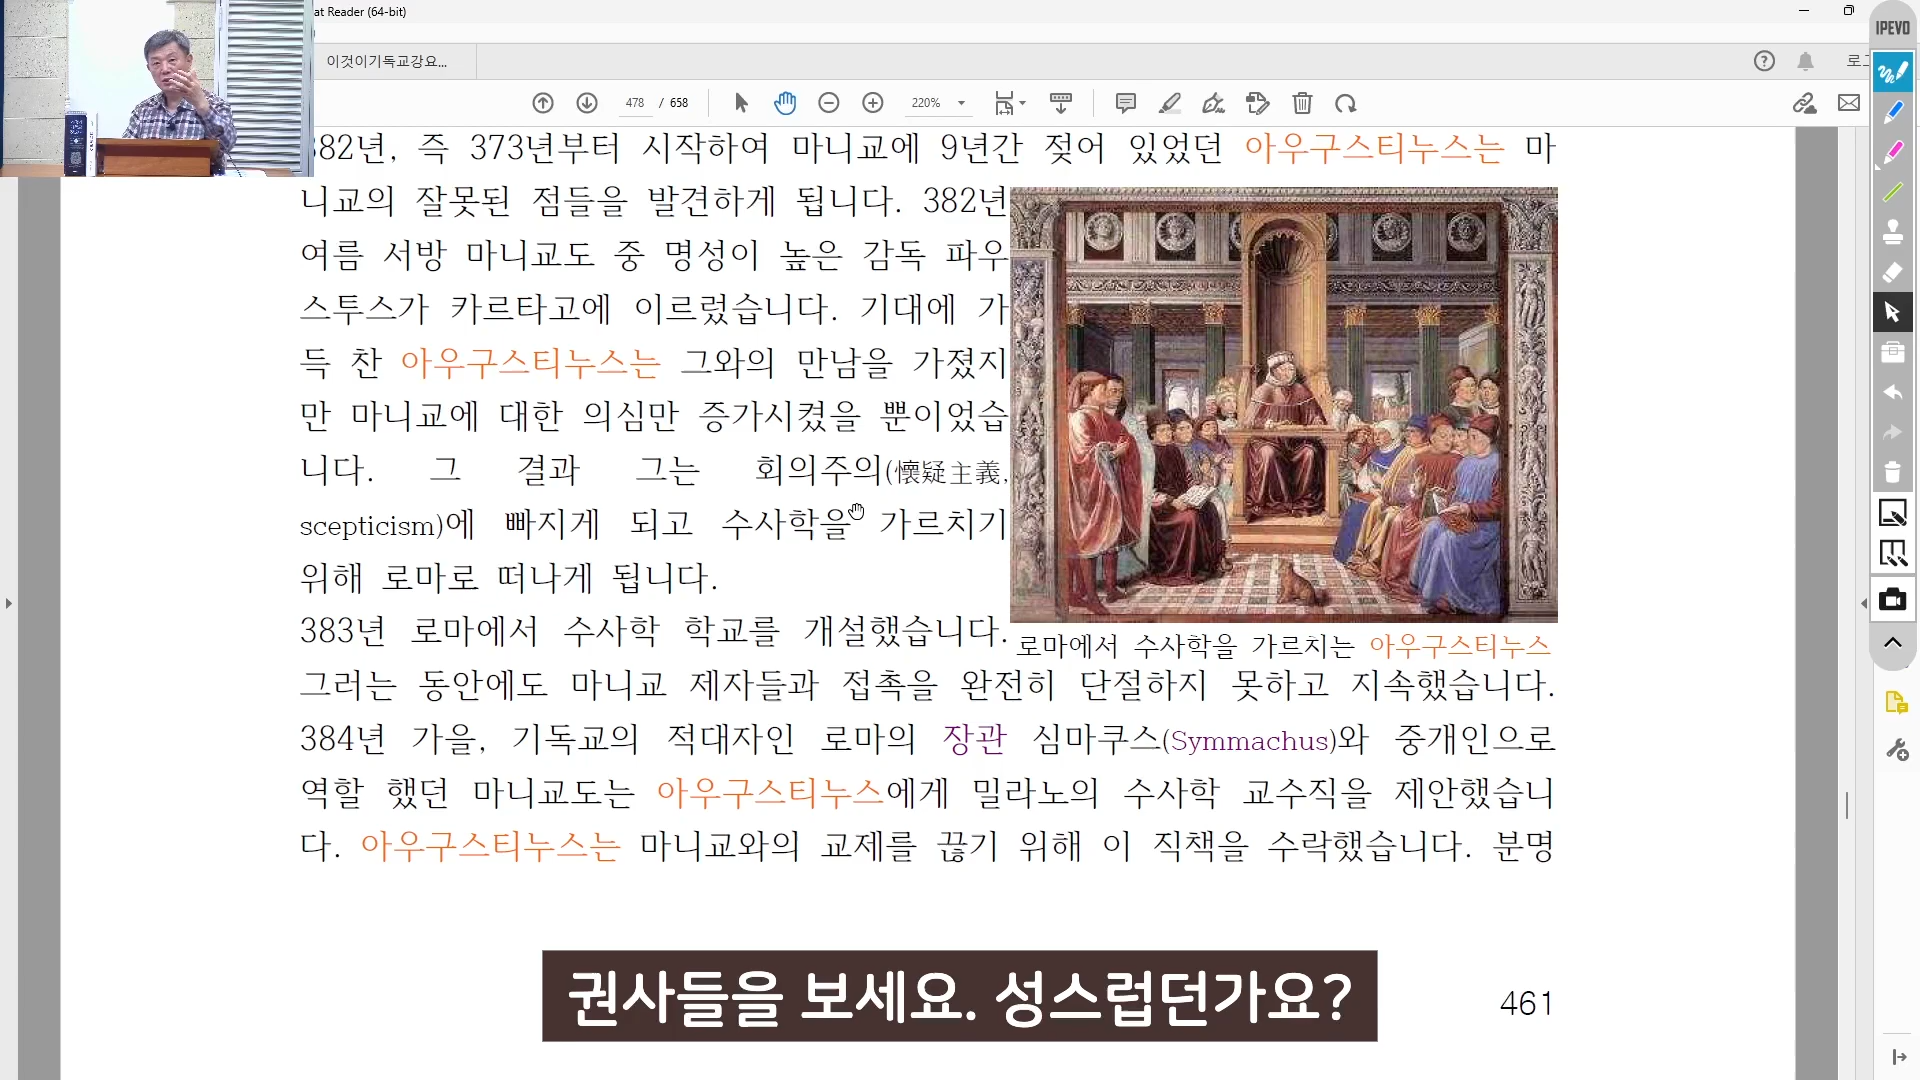 at Reader (64-bit)
이것이기독교강요...
로그
IPEVO
478 / 658
220%
382년, 즉 373년부터 시작하여 마니교에 9년간 젖어 있었던 아우구스티누스는 마
니교의 잘못된 점들을 발견하게 됩니다. 382년
여름 서방 마니교도 중 명성이 높은 감독 파우
스투스가 카르타고에 이르렀습니다. 기대에 가
득 찬 아우구스티누스는 그와의 만남을 가졌지
만 마니교에 대한 의심만 증가시켰을 뿐이었습
니다. 그 결과 그는 회의주의(懷疑主義,
scepticism)에 빠지게 되고 수사학을 가르치기
위해 로마로 떠나게 됩니다.
383년 로마에서 수사학 학교를 개설했습니다.
로마에서 수사학을 가르치는 아우구스티누스
그러는 동안에도 마니교 제자들과 접촉을 완전히 단절하지 못하고 지속했습니다.
384년 가을, 기독교의 적대자인 로마의 장관 심마쿠스(Symmachus)와 중개인으로
역할 했던 마니교도는 아우구스티누스에게 밀라노의 수사학 교수직을 제안했습니
다. 아우구스티누스는 마니교와의 교제를 끊기 위해 이 직책을 수락했습니다. 분명
권사들을 보세요. 성스럽던가요?
461